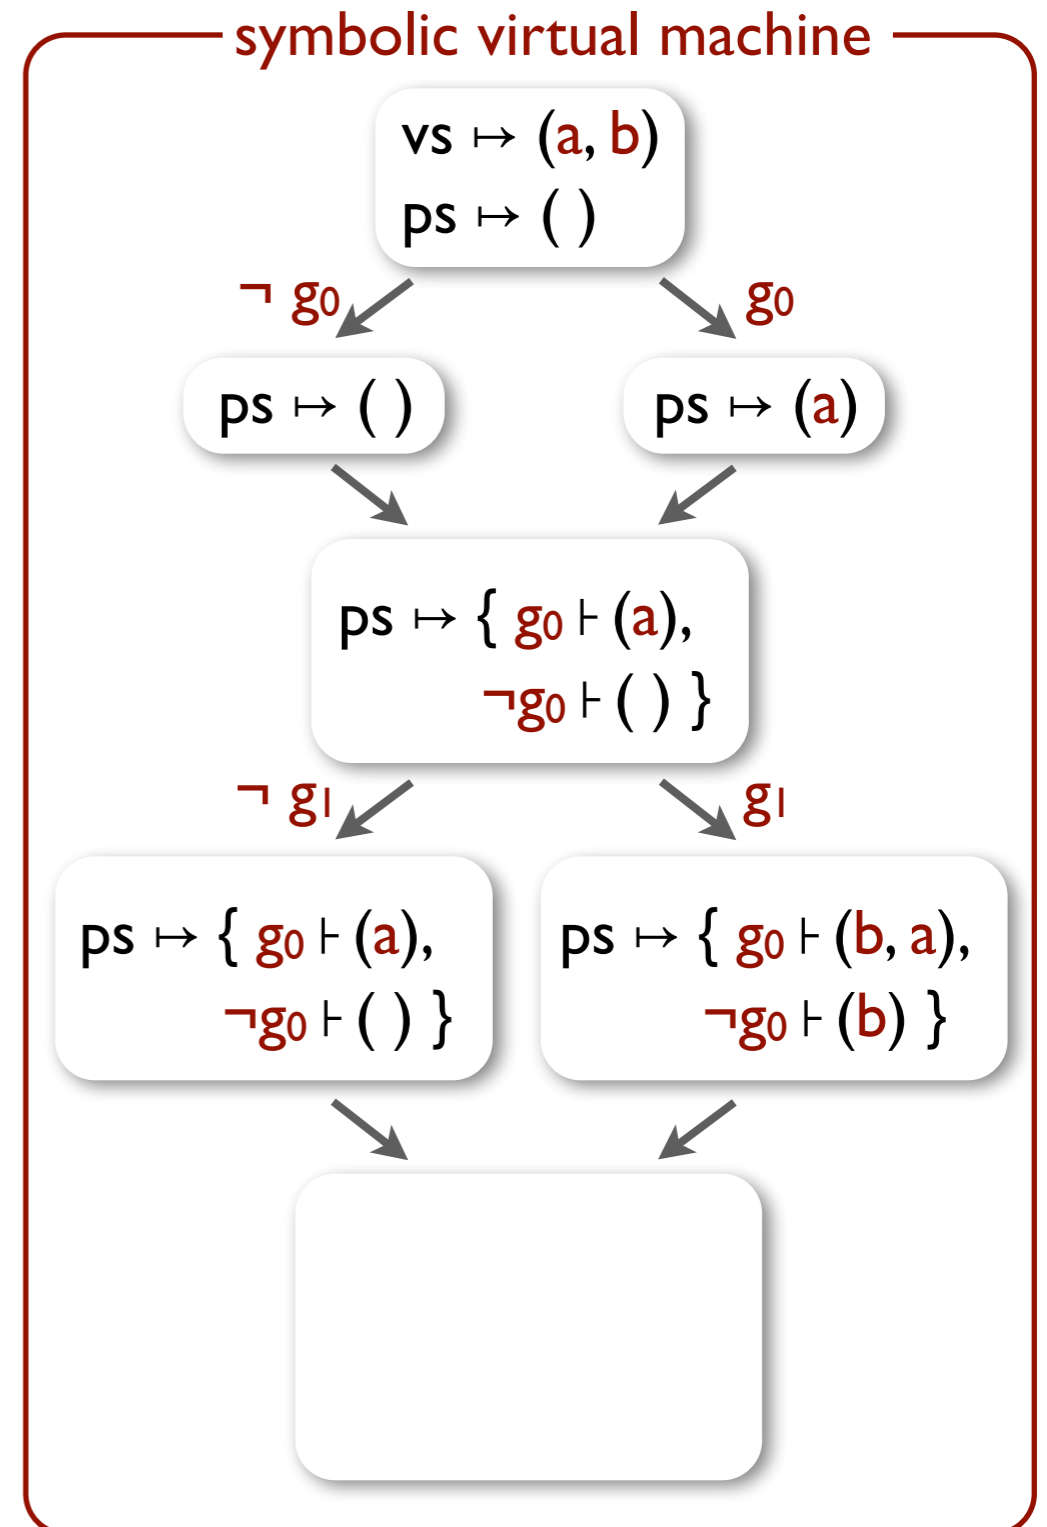 symbolic virtual machine
vs ↦ (a, b)
ps ↦ ( )
¬ g₀
g₀
ps ↦ ( )
ps ↦ (a)
ps ↦ { g₀ ⊦ (a),
¬g₀ ⊦ ( ) }
¬ g₁
g₁
ps ↦ { g₀ ⊦ (a),
¬g₀ ⊦ ( ) }
ps ↦ { g₀ ⊦ (b, a),
¬g₀ ⊦ (b) }